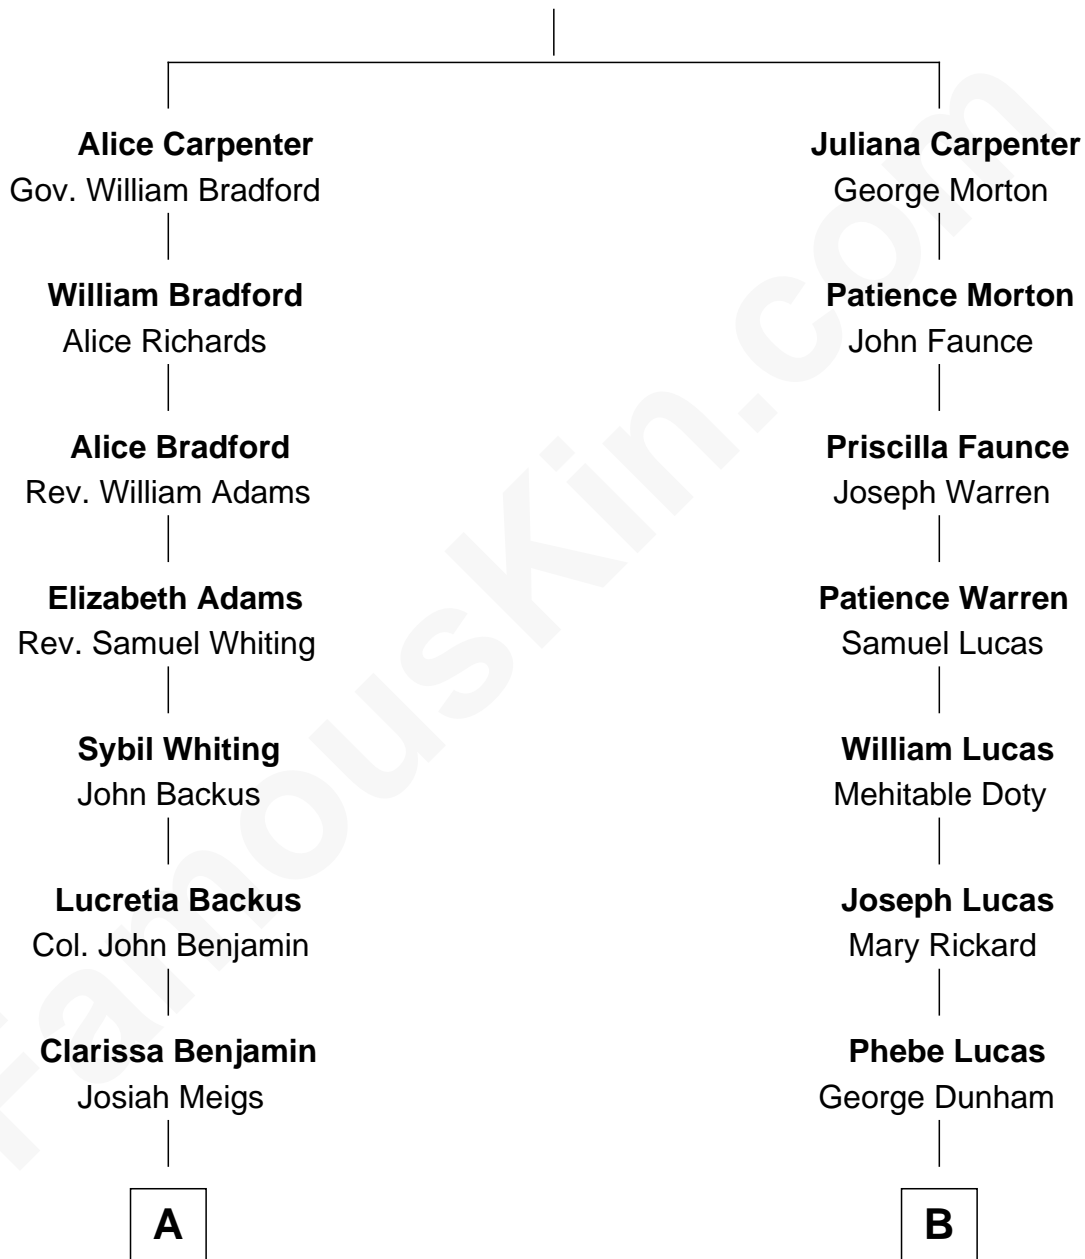 Alice Carpenter
Gov. William Bradford
William Bradford
Alice Richards
Alice Bradford
Rev. William Adams
Elizabeth Adams
Rev. Samuel Whiting
Sybil Whiting
John Backus
Lucretia Backus
Col. John Benjamin
Clarissa Benjamin
Josiah Meigs
A
Juliana Carpenter
George Morton
Patience Morton
John Faunce
Priscilla Faunce
Joseph Warren
Patience Warren
Samuel Lucas
William Lucas
Mehitable Doty
Joseph Lucas
Mary Rickard
Phebe Lucas
George Dunham
B
FamousKin.com